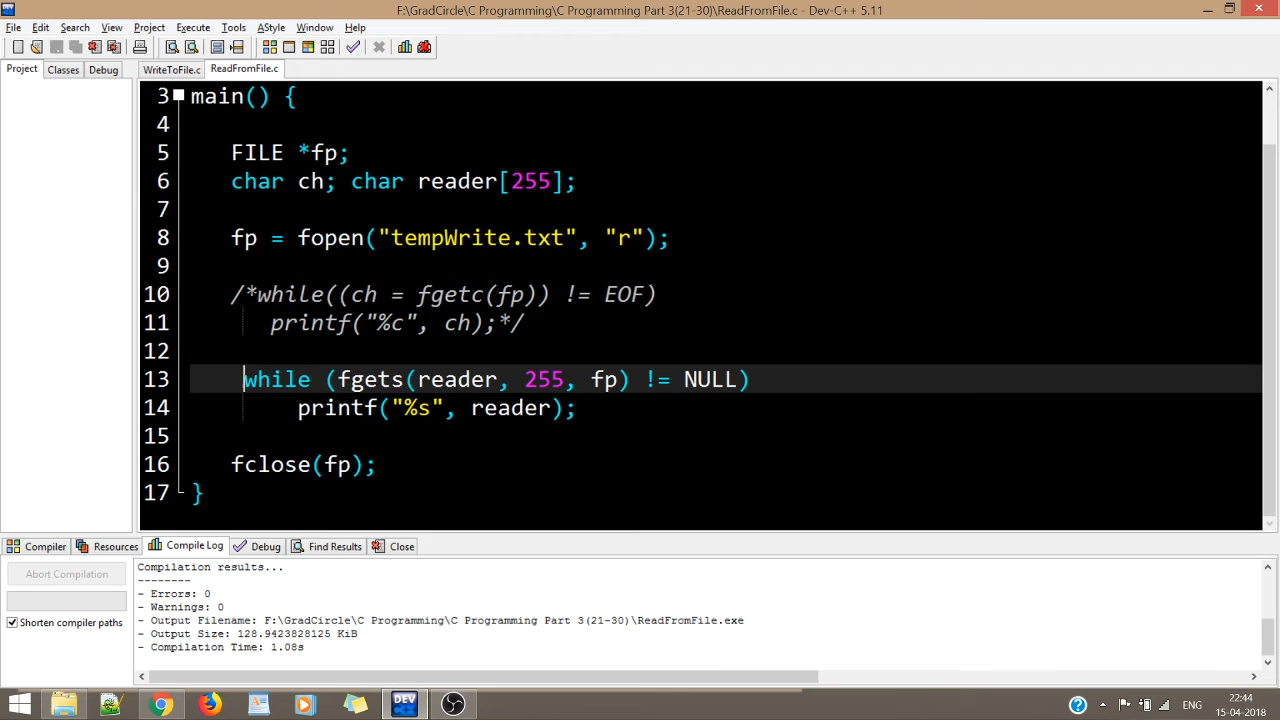 F:\GradCircle\C Programming\C Programming Part 3(21-30)\ReadFromFile.c - Dev-C++ 5.11
File Edit Search View Project Execute Tools AStyle Window Help
Project Classes Debug WriteToFile.c ReadFromFile.c
3 main() {
4
5 FILE *fp;
6 char ch; char reader[255];
7
8 fp = fopen("tempWrite.txt", "r");
9
10 /*while((ch = fgetc(fp)) != EOF)
11 printf("%c", ch);*/
12
13 while (fgets(reader, 255, fp) != NULL)
14 printf("%s", reader);
15
16 fclose(fp);
17 }
Compiler Resources Compile Log Debug Find Results Close
Abort Compilation
Shorten compiler paths
Compilation results...
--------
- Errors: 0
- Warnings: 0
- Output Filename: F:\GradCircle\C Programming\C Programming Part 3(21-30)\ReadFromFile.exe
- Output Size: 128.9423828125 KiB
- Compilation Time: 1.08s
DEV
ENG
22:44
15-04-2018